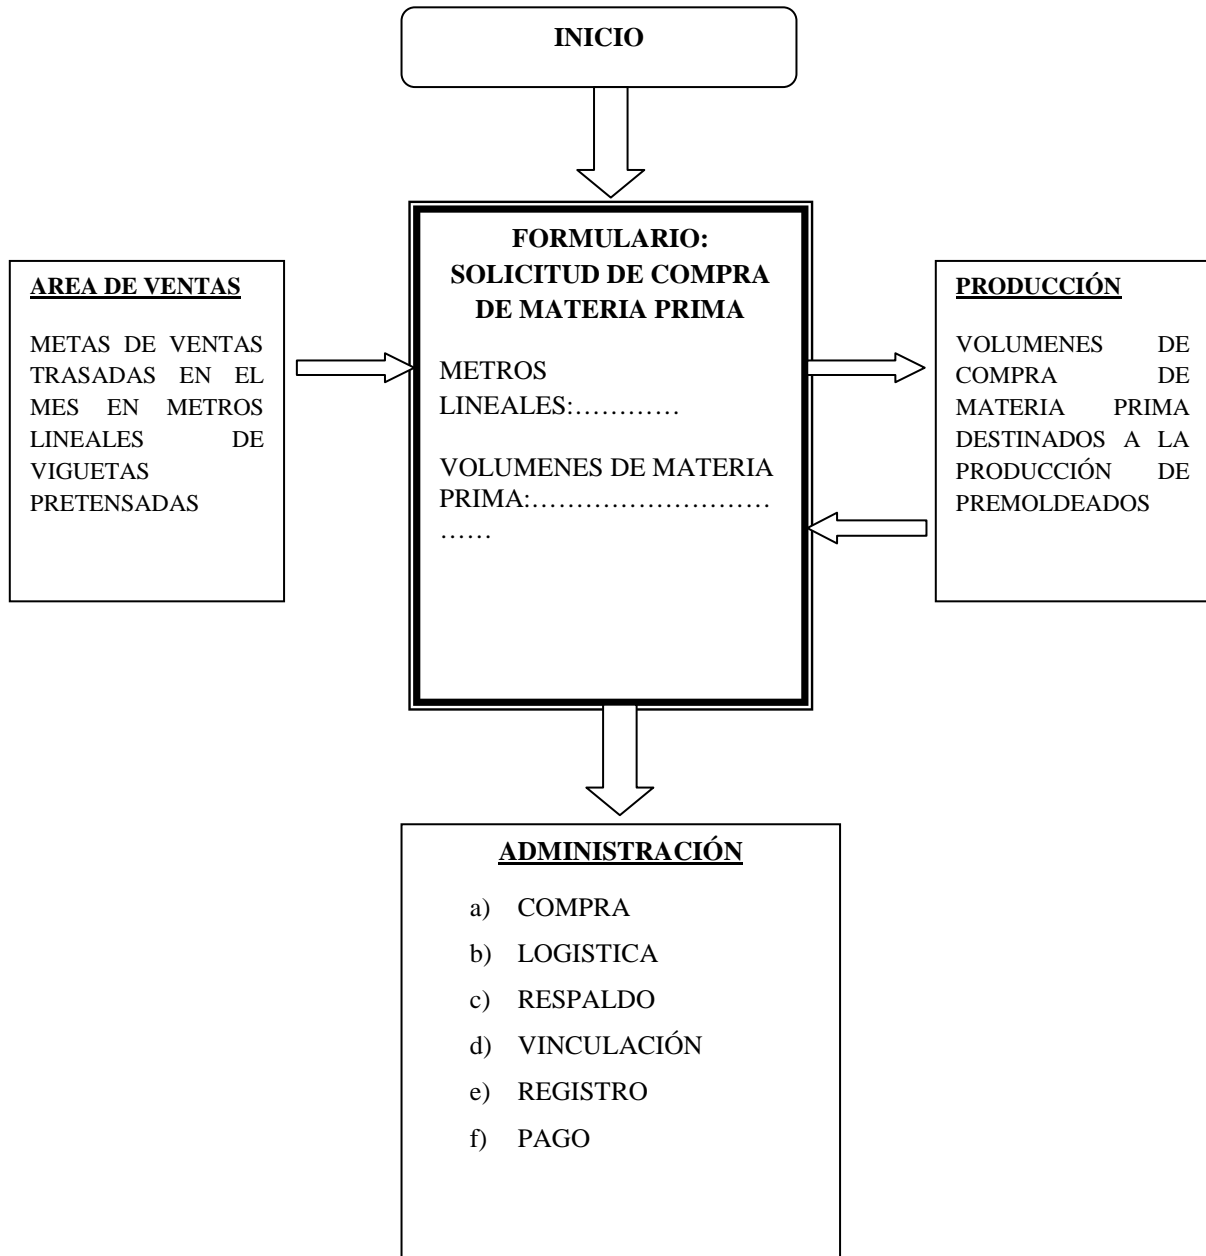 INICIO
FORMULARIO:
SOLICITUD DE COMPRA
DE MATERIA PRIMA
METROS
LINEALES:…………
VOLUMENES DE MATERIA
PRIMA:………………………
……
AREA DE VENTAS
METAS DE VENTAS
TRASADAS EN EL
MES EN METROS
LINEALES DE
VIGUETAS
PRETENSADAS
PRODUCCIÓN
VOLUMENES DE
COMPRA DE
MATERIA PRIMA
DESTINADOS A LA
PRODUCCIÓN DE
PREMOLDEADOS
ADMINISTRACIÓN
a) COMPRA
b) LOGISTICA
c) RESPALDO
d) VINCULACIÓN
e) REGISTRO
f) PAGO